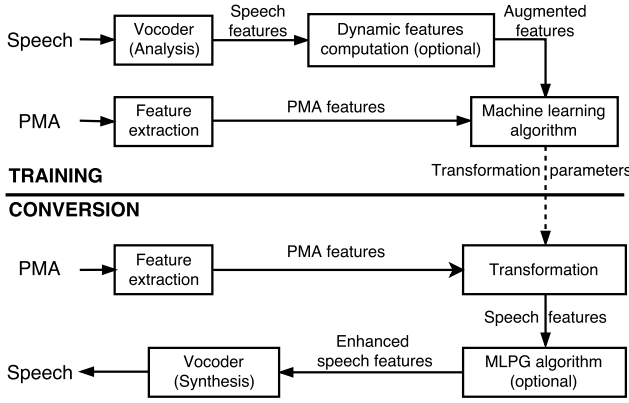 Speech
Vocoder
(Analysis)
Speech
features
Dynamic features
computation (optional)
Augmented
features
PMA
Feature
extraction
PMA features
Machine learning
algorithm
Transformation parameters
TRAINING
CONVERSION
PMA
Feature
extraction
PMA features
Transformation
Speech features
Speech
Vocoder
(Synthesis)
Enhanced
speech features
MLPG algorithm
(optional)